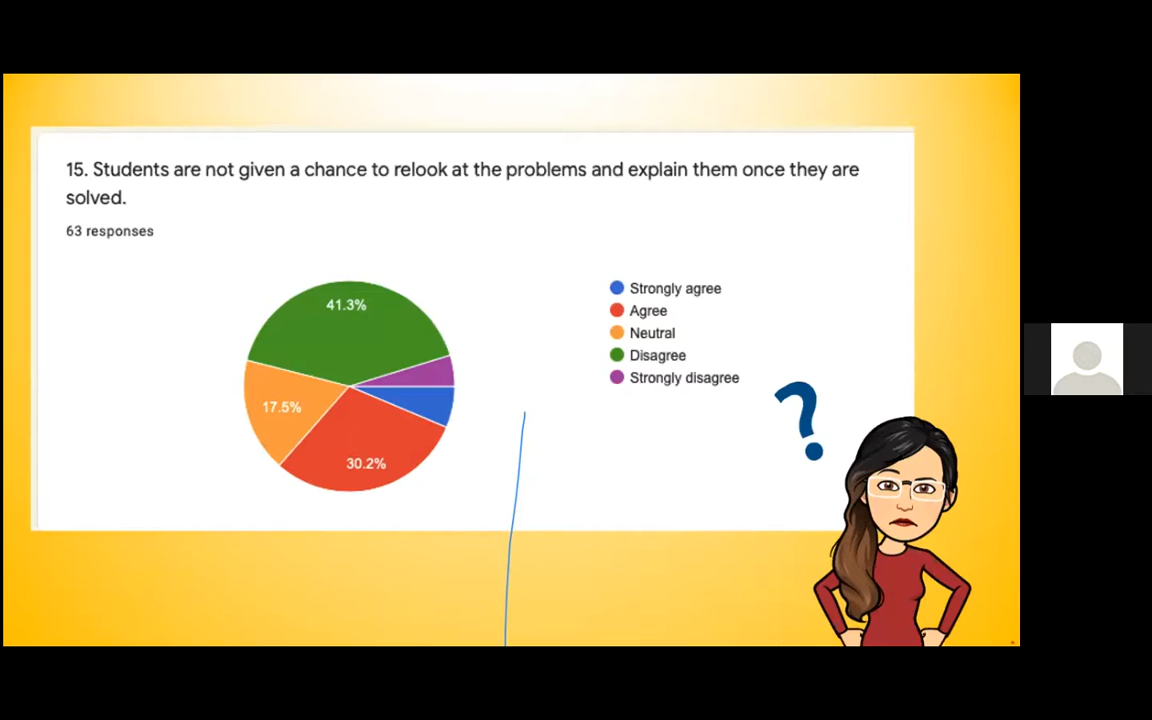 15. Students are not given a chance to relook at the problems and explain them once they are
solved.
63 responses
41.3%
17.5%
30.2%
Strongly agree
Agree
Neutral
Disagree
Strongly disagree
?